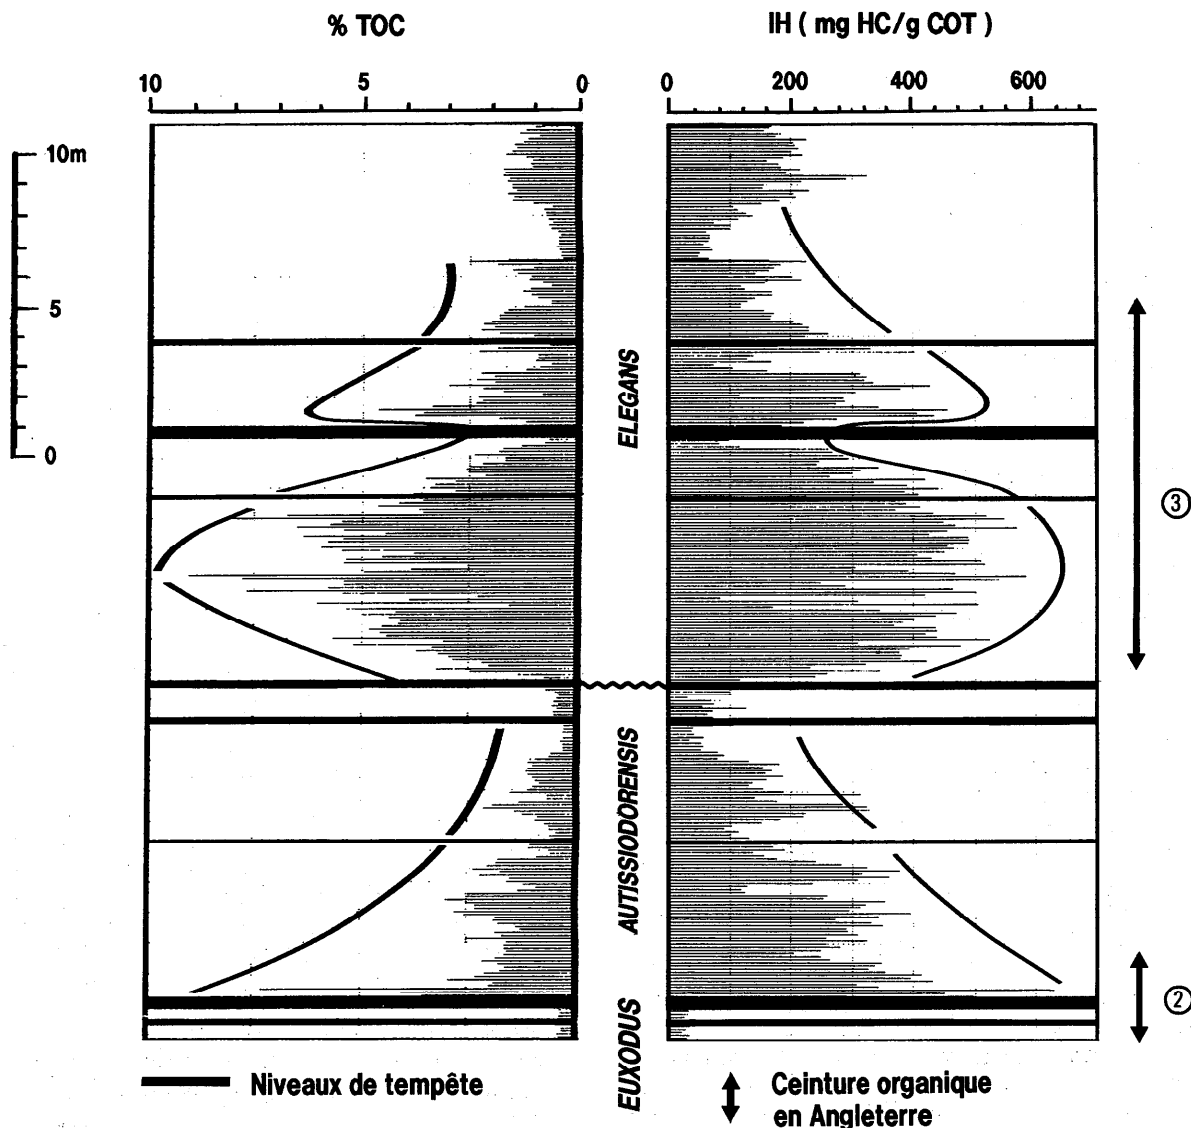 % TOC
IH ( mg HC/g COT )
10 5 0
0 200 400 600
10m
5
0
ELEGANS
3
AUTISSIODORENSIS
2
EUXODUS
Niveaux de tempête
Ceinture organique
en Angleterre